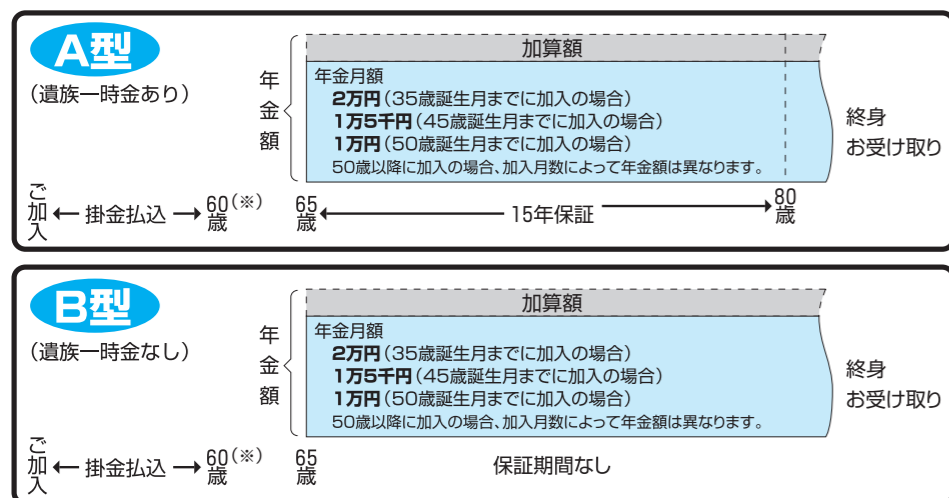 A型
(遺族一時金あり)
年金額
加算額
年金月額
2万円(35歳誕生月までに加入の場合)
1万5千円(45歳誕生月までに加入の場合)
1万円(50歳誕生月までに加入の場合)
50歳以降に加入の場合、加入月数によって年金額は異なります。
終身
お受け取り
ご加入 ← 掛金払込 → 60歳(※) 65歳 ← 15年保証 → 80歳
B型
(遺族一時金なし)
年金額
加算額
年金月額
2万円(35歳誕生月までに加入の場合)
1万5千円(45歳誕生月までに加入の場合)
1万円(50歳誕生月までに加入の場合)
50歳以降に加入の場合、加入月数によって年金額は異なります。
終身
お受け取り
ご加入 ← 掛金払込 → 60歳(※) 65歳 保証期間なし